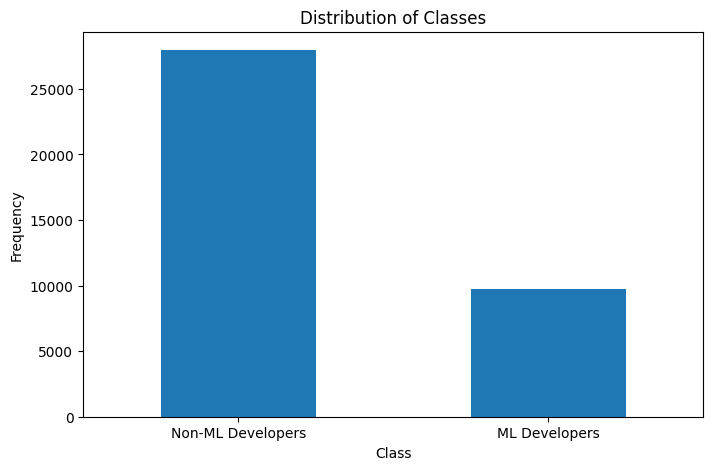 Distribution of Classes
Frequency
25000
20000
15000
10000
5000
0
Non-ML Developers
ML Developers
Class